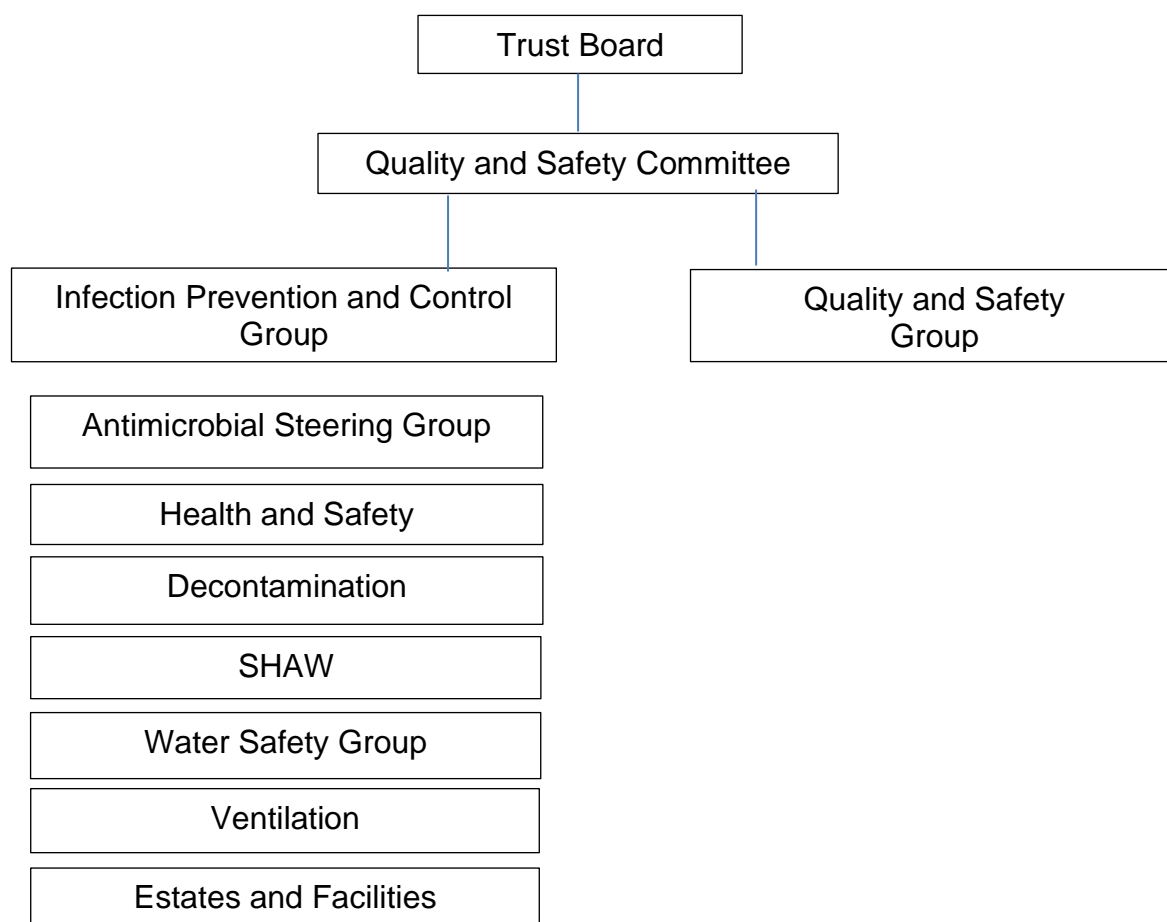 Trust Board
Quality and Safety Committee
Infection Prevention and Control
Group
Quality and Safety
Group
Antimicrobial Steering Group
Health and Safety
Decontamination
SHAW
Water Safety Group
Ventilation
Estates and Facilities